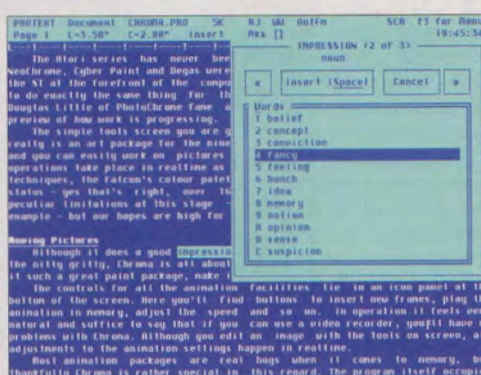 PROTEXT Document CHROMA.PRO 5K RJ WW AutFn SCR f3 for Menu
Page 1 L=3.50" C=2.80" Insert Mks [] 19:45:34
IMPRESSION (2 of 3)
noun
« Insert (Space) Cancel »
Words
1 belief
2 concept
3 conviction
4 fancy
5 feeling
6 hunch
7 idea
8 memory
9 notion
A opinion
B sense
C suspicion
The Atari series has never bee
NeoChrome, Cyber Paint and Degas were
the ST at the forefront of the compu
to do exactly the same thing for th
Douglas Little of PhotoChrome fame a
preview of how work is progressing.
The simple tools screen you are g
really is an art package for the nine
and you can easily work on pictures
operations take place in realtime as
techniques, the Falcon's colour palet
status - yes that's right, over 16
peculiar limitations at this stage -
example - but our hopes are high for
Moving Pictures
Although it does a good impressio
the nitty gritty, Chroma is all about
it such a great paint package, make i
The controls for all the animation facilities lie in an icon panel at th
bottom of the screen. Here you'll find buttons to insert new frames, play th
animation in memory, adjust the speed and so on. In operation it feels ver
natural and suffice to say that if you can use a video recorder, you'll have n
problems with Chroma. Although you edit an image with the tools on screen, a
adjustments to the animation settings happen in realtime.
Most animation packages are real hogs when it comes to memory, bu
thankfully Chroma is rather special in this regard. The program itself occupie